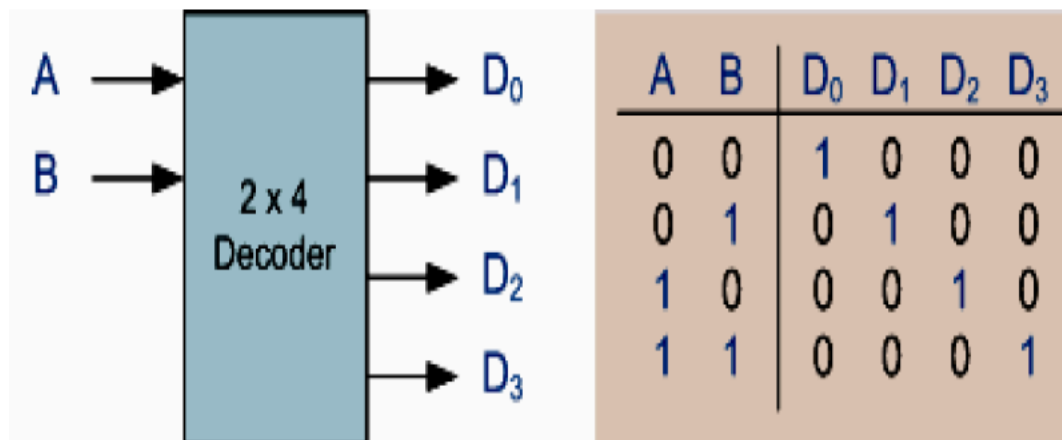 A D₀
B D₁
2 x 4
Decoder
D₂
D₃
A B D₀ D₁ D₂ D₃
0 0 1 0 0 0
0 1 0 1 0 0
1 0 0 0 1 0
1 1 0 0 0 1